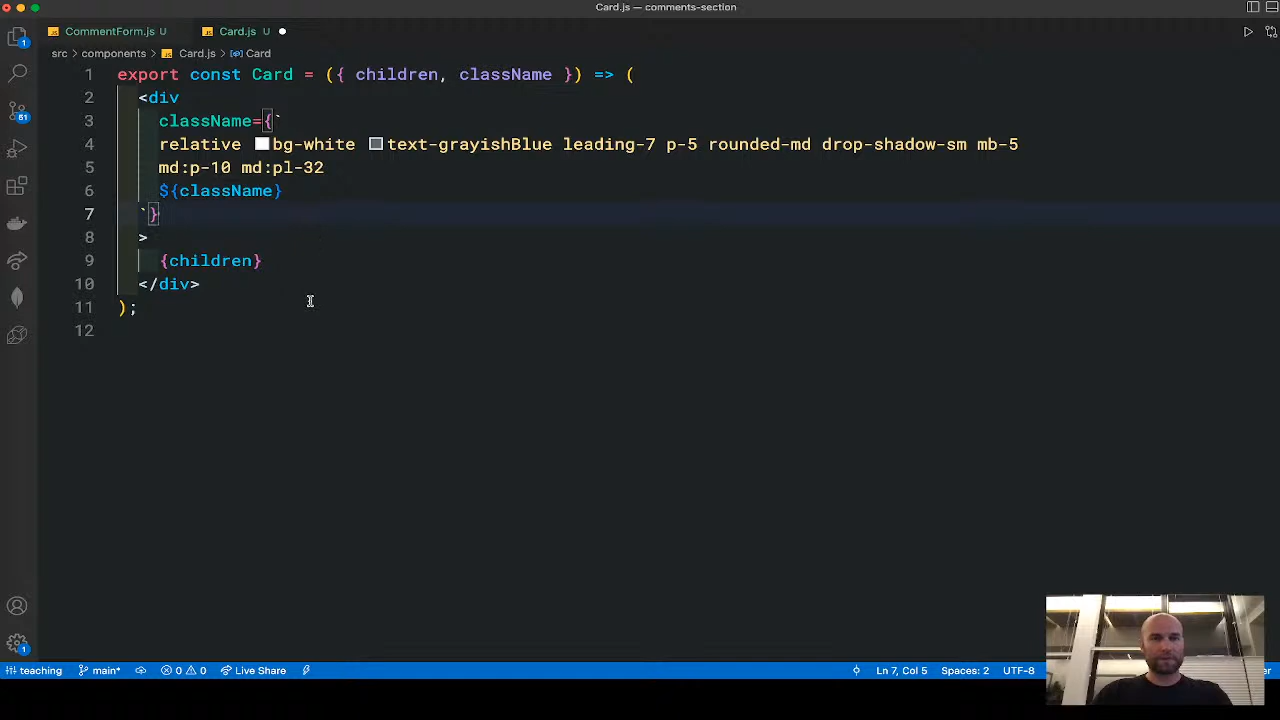 Card.js — comments-section
CommentForm.js U
Card.js U
src > components > Card.js > Card
1 export const Card = ({ children, className }) => (
2 <div
3 className={`
4 relative bg-white text-grayishBlue leading-7 p-5 rounded-md drop-shadow-sm mb-5
5 md:p-10 md:pl-32
6 ${className}
7 `}
8 >
9 {children}
10 </div>
11 );
12
1
51
1
teaching main* 0 0 Live Share Ln 7, Col 5 Spaces: 2 UTF-8